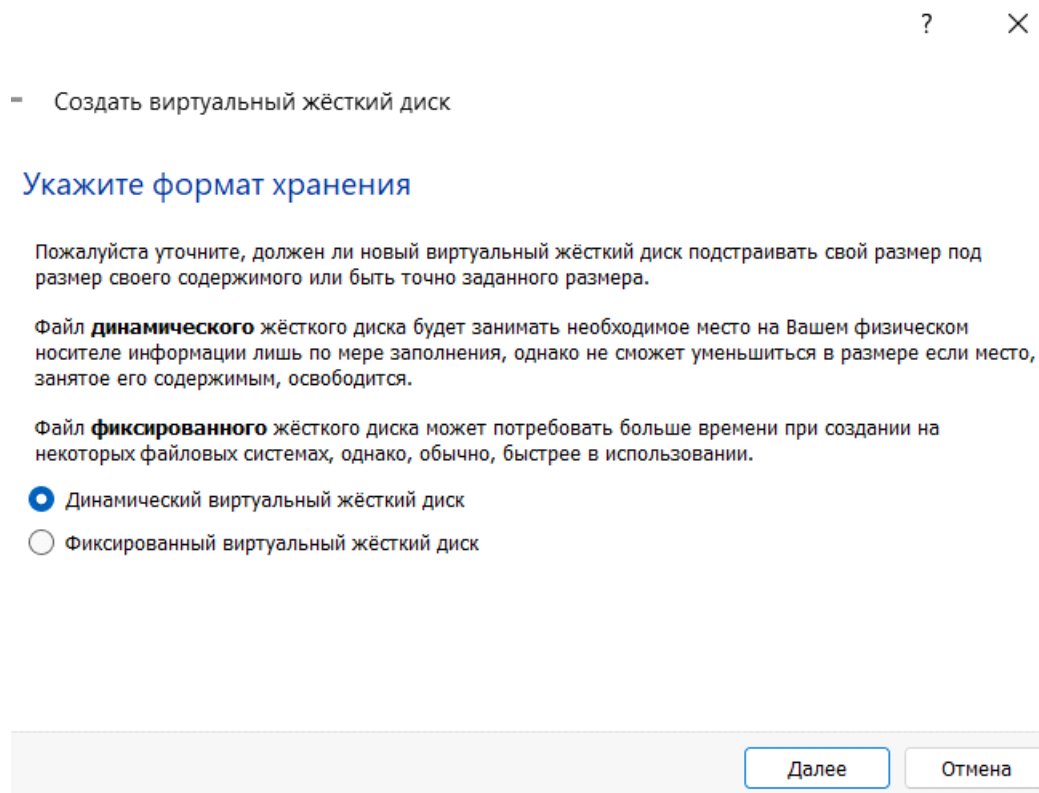 ?
Создать виртуальный жёсткий диск
Укажите формат хранения
Пожалуйста уточните, должен ли новый виртуальный жёсткий диск подстраивать свой размер под
размер своего содержимого или быть точно заданного размера.
Файл динамического жёсткого диска будет занимать необходимое место на Вашем физическом
носителе информации лишь по мере заполнения, однако не сможет уменьшиться в размере если место,
занятое его содержимым, освободится.
Файл фиксированного жёсткого диска может потребовать больше времени при создании на
некоторых файловых системах, однако, обычно, быстрее в использовании.
Динамический виртуальный жёсткий диск
Фиксированный виртуальный жёсткий диск
Далее Отмена